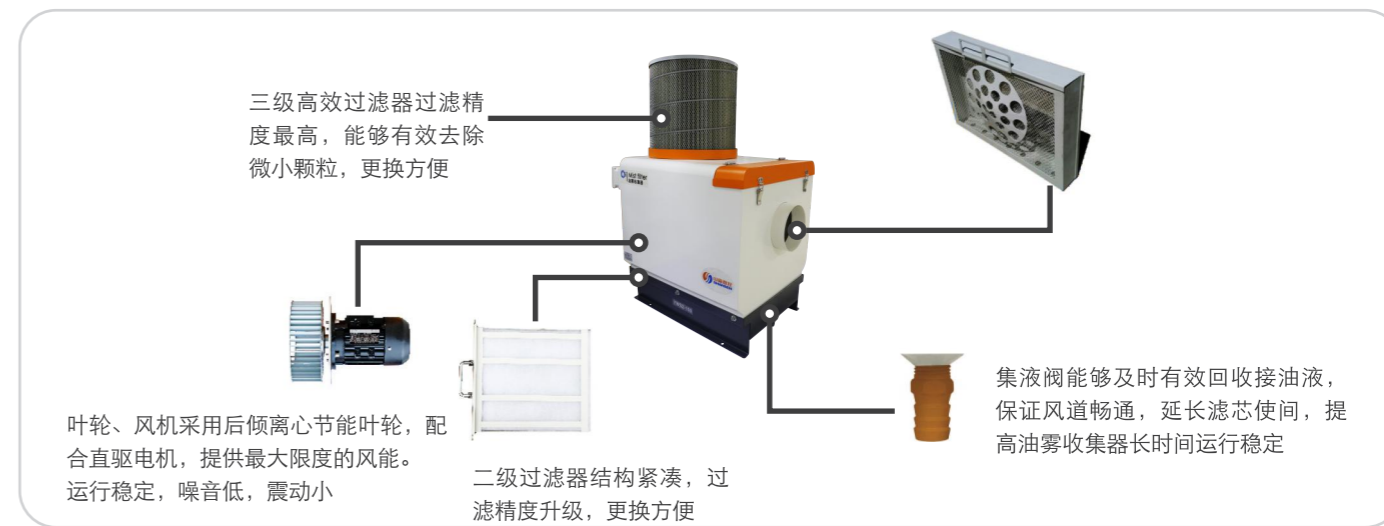 三级高效过滤器过滤精
度最高，能够有效去除
微小颗粒，更换方便
叶轮、风机采用后倾离心节能叶轮，配
合直驱电机，提供最大限度的风能。
运行稳定，噪音低，震动小
二级过滤器结构紧凑，过
滤精度升级，更换方便
集液阀能够及时有效回收接油液，
保证风道畅通，延长滤芯使间，提
高油雾收集器长时间运行稳定